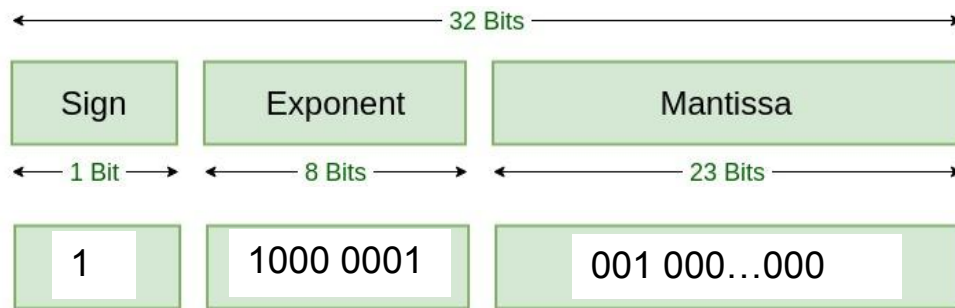 32 Bits
Sign Exponent Mantissa
1 Bit 8 Bits 23 Bits
1 1000 0001 001 000…000